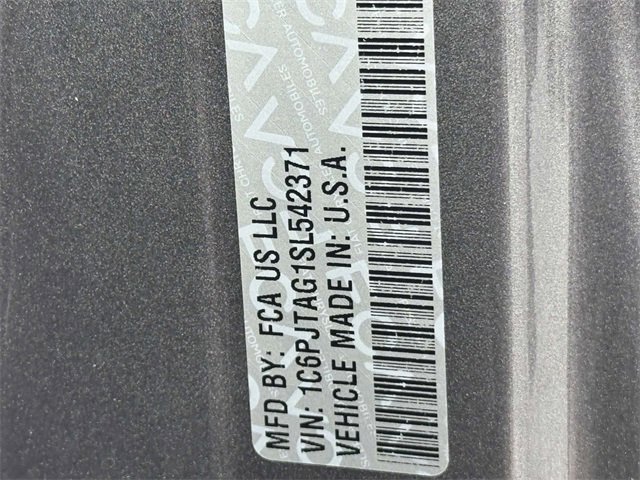 MFD BY: FCA US LLC
VIN: 1C6PJTAG1SL542371
VEHICLE MADE IN: U.S.A.